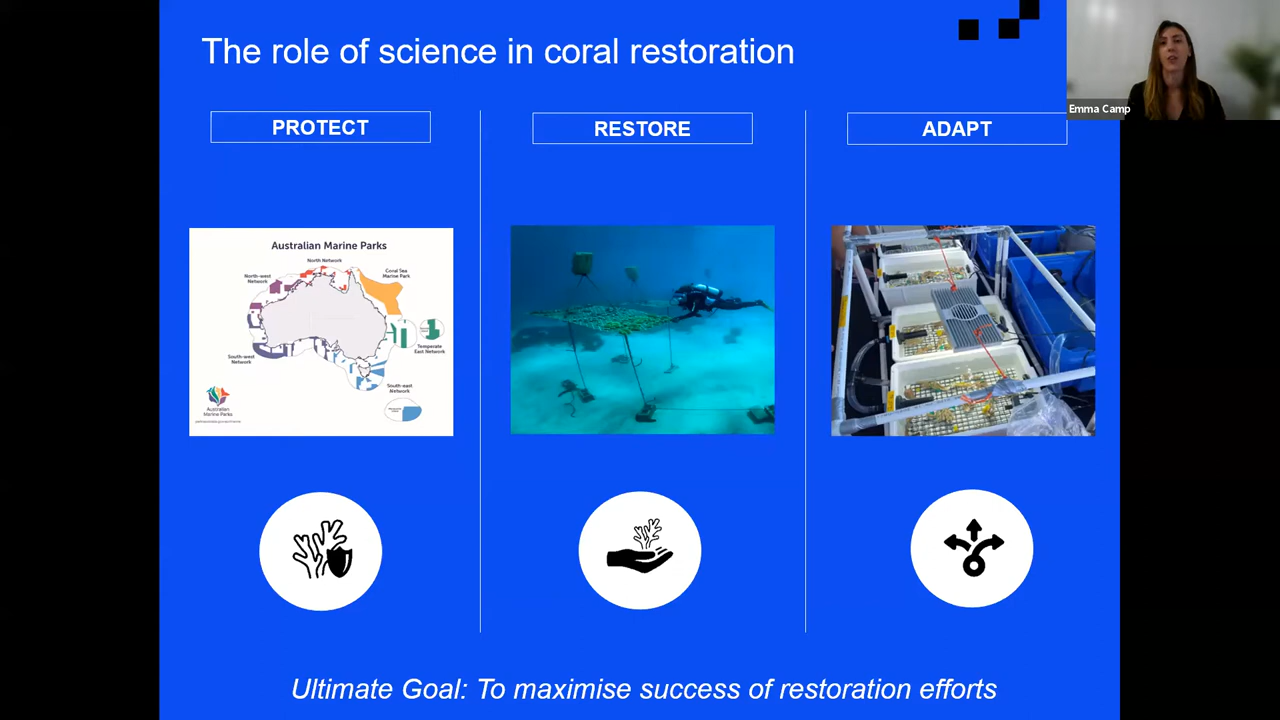 The role of science in coral restoration
Emma Camp
PROTECT
RESTORE
ADAPT
Australian Marine Parks
North Network
North-west
Network
Coral Sea
Marine Park
South-west
Network
Temperate
East Network
South-east
Network
Australian
Marine Parks
Ultimate Goal: To maximise success of restoration efforts